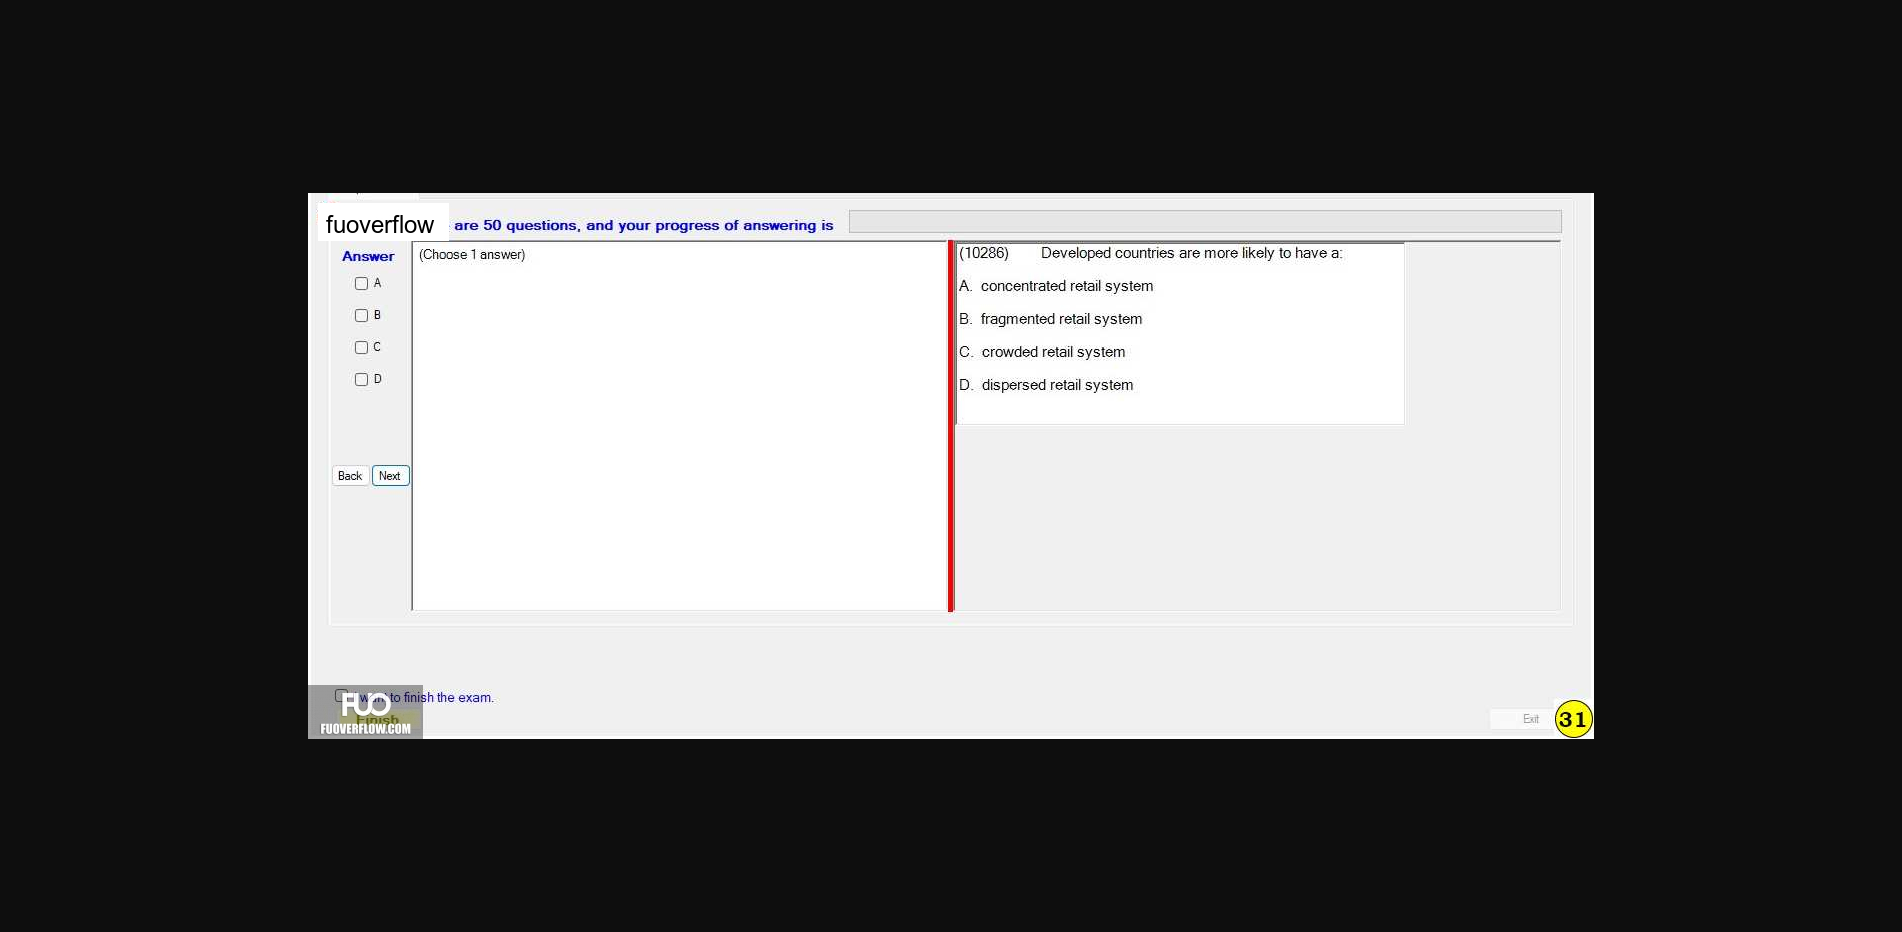 fuoverflow are 50 questions, and your progress of answering is
Answer
(Choose 1 answer)
A
B
C
D
Back Next
(10286) Developed countries are more likely to have a:
A. concentrated retail system
B. fragmented retail system
C. crowded retail system
D. dispersed retail system
I want to finish the exam.
FUO
Finish
FUOVERFLOW.COM
Exit
31